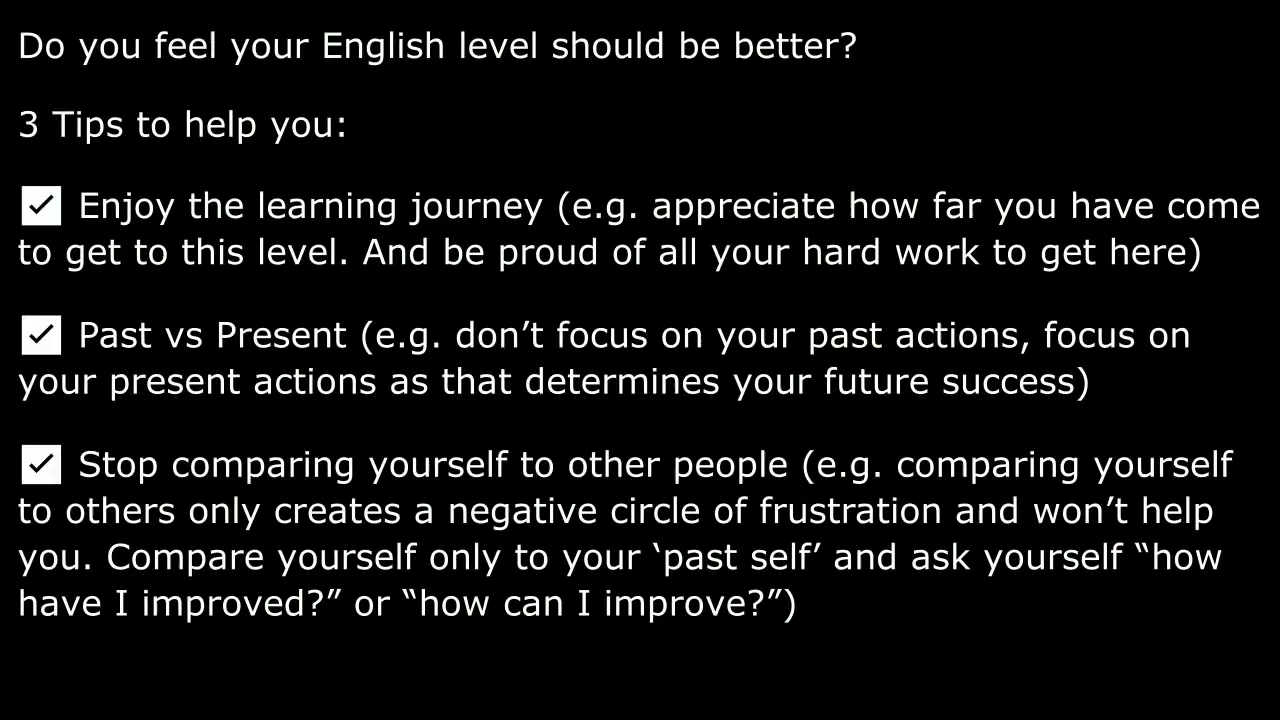 Do you feel your English level should be better?
3 Tips to help you:
✓ Enjoy the learning journey (e.g. appreciate how far you have come
to get to this level. And be proud of all your hard work to get here)
✓ Past vs Present (e.g. don’t focus on your past actions, focus on
your present actions as that determines your future success)
✓ Stop comparing yourself to other people (e.g. comparing yourself
to others only creates a negative circle of frustration and won’t help
you. Compare yourself only to your ‘past self’ and ask yourself “how
have I improved?” or “how can I improve?”)